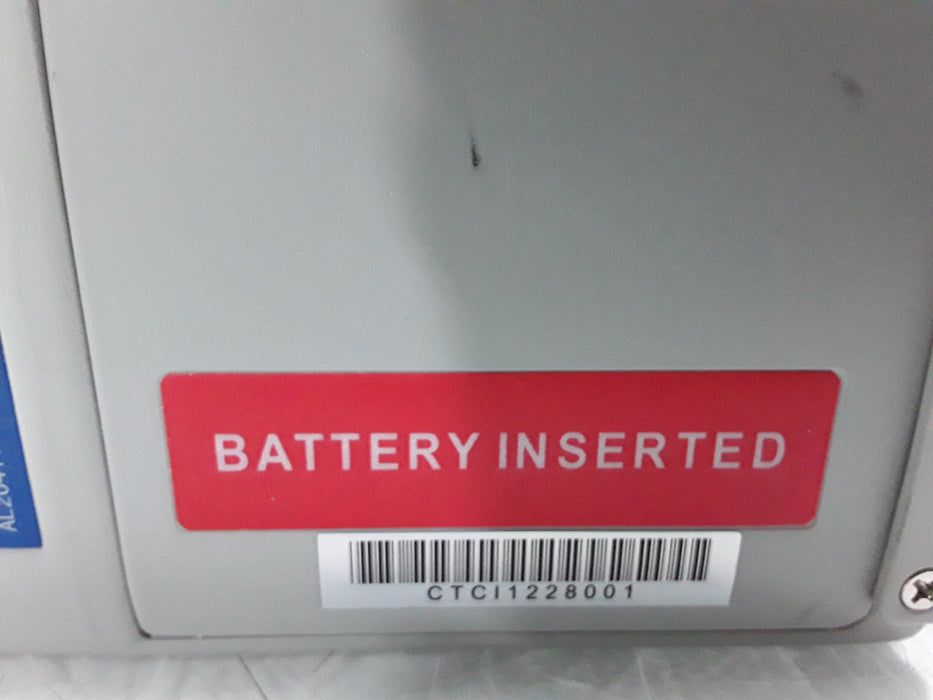 BATTERY INSERTED
CTCI1228001